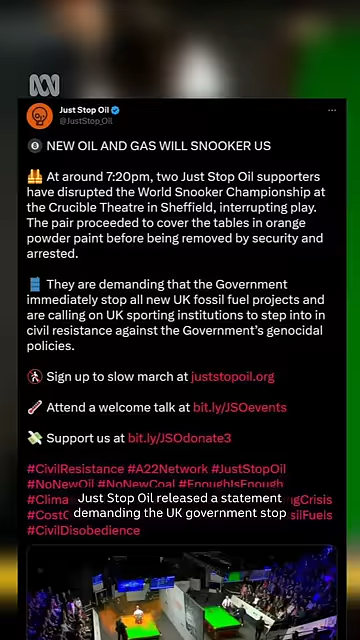 Just Stop Oil
@JustStop_Oil
NEW OIL AND GAS WILL SNOOKER US
At around 7:20pm, two Just Stop Oil supporters
have disrupted the World Snooker Championship at
the Crucible Theatre in Sheffield, interrupting play.
The pair proceeded to cover the tables in orange
powder paint before being removed by security and
arrested.
They are demanding that the Government
immediately stop all new UK fossil fuel projects and
are calling on UK sporting institutions to step into in
civil resistance against the Government's genocidal
policies.
Sign up to slow march at juststopoil.org
Attend a welcome talk at bit.ly/JSOevents
Support us at bit.ly/JSOdonate3
#CivilResistance #A22Network #JustStopOil
#NoNewOil #NoNewCoal #EnoughIsEnough
Just Stop Oil released a statement
demanding the UK government stop
#CivilDisobedience